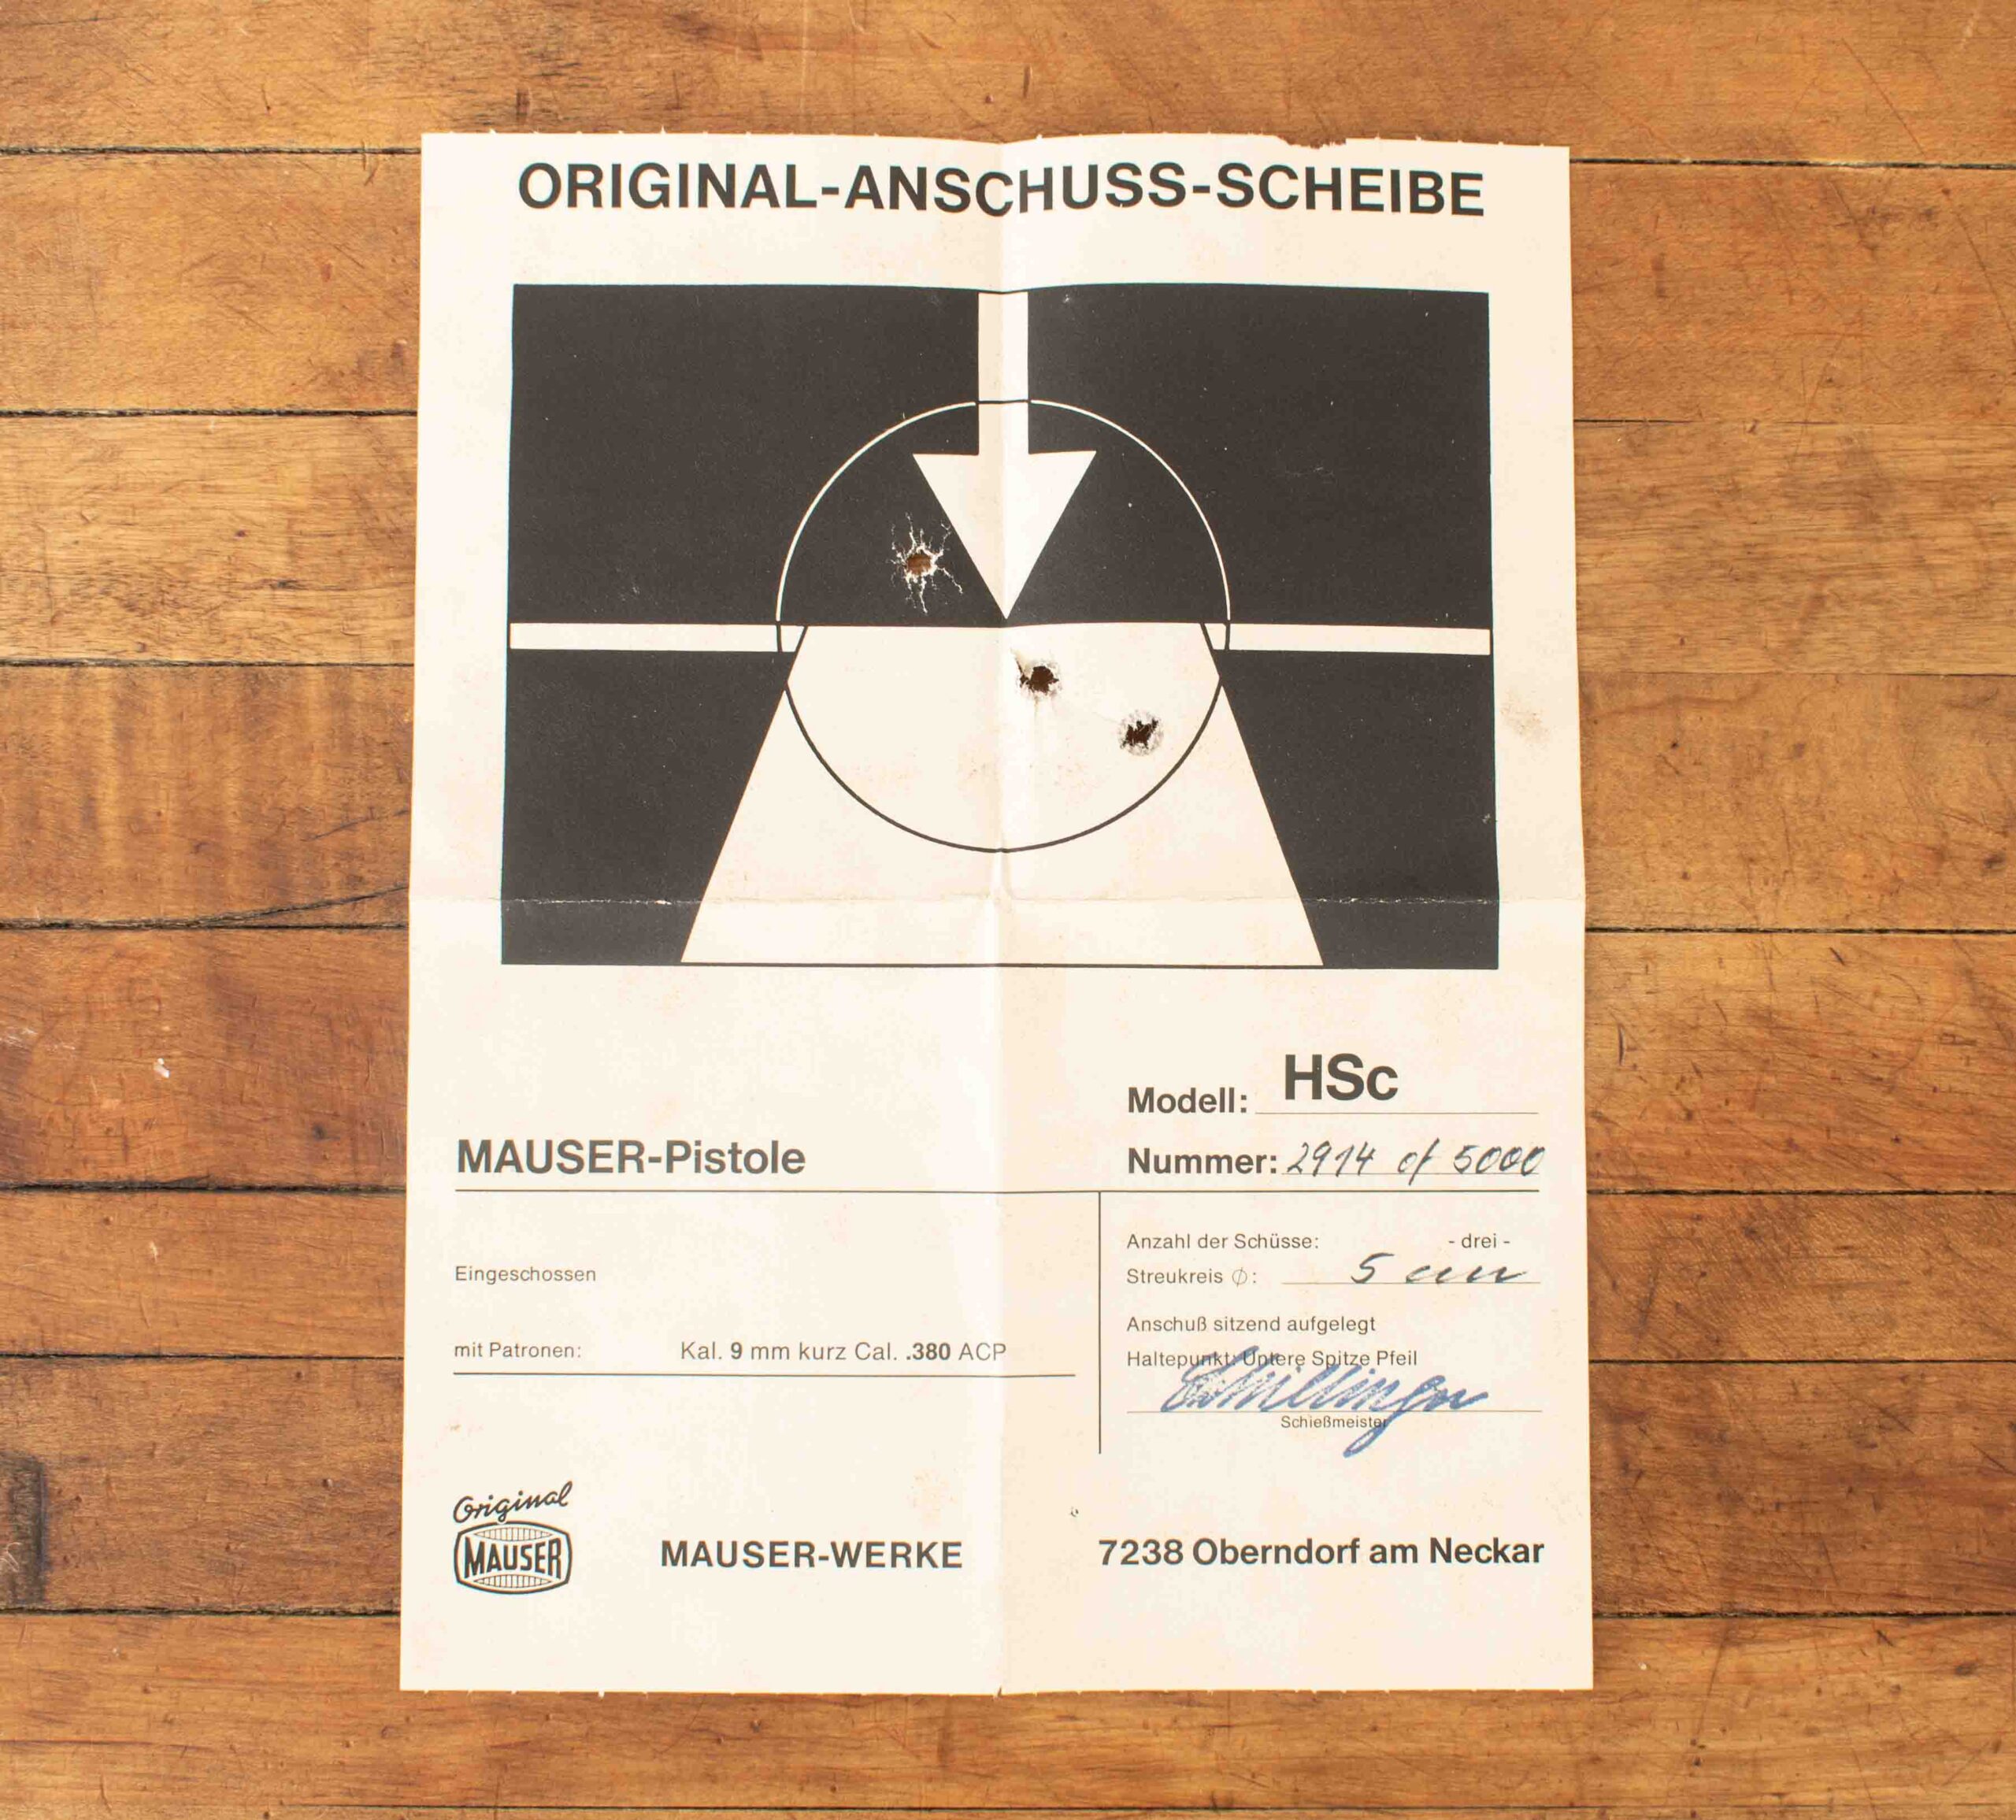 ORIGINAL-ANSCHUSS-SCHEIBE
Modell: HSc
MAUSER-Pistole
Nummer: 2914 of 5000
Eingeschossen
mit Patronen: Kal. 9 mm kurz Cal. .380 ACP
Anzahl der Schüsse: - drei -
Streukreis ∅: 5 cm
Anschuß sitzend aufgelegt
Haltepunkt: Untere Spitze Pfeil
Schießmeister
Original
MAUSER
MAUSER-WERKE
7238 Oberndorf am Neckar